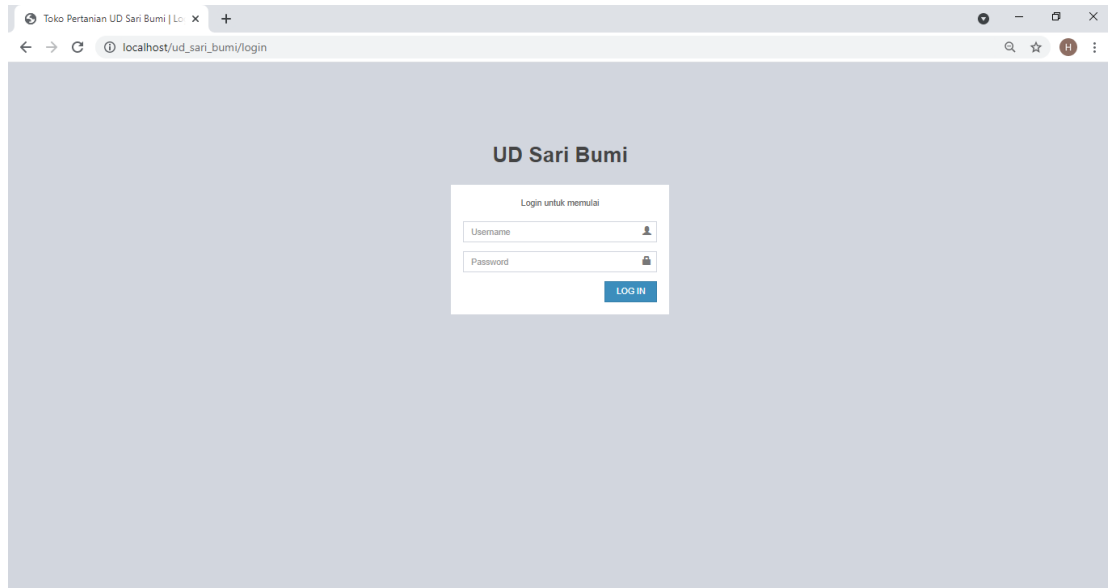 Toko Pertanian UD Sari Bumi | Lo
localhost/ud_sari_bumi/login
H
UD Sari Bumi
Login untuk memulai
Username
Password
LOG IN